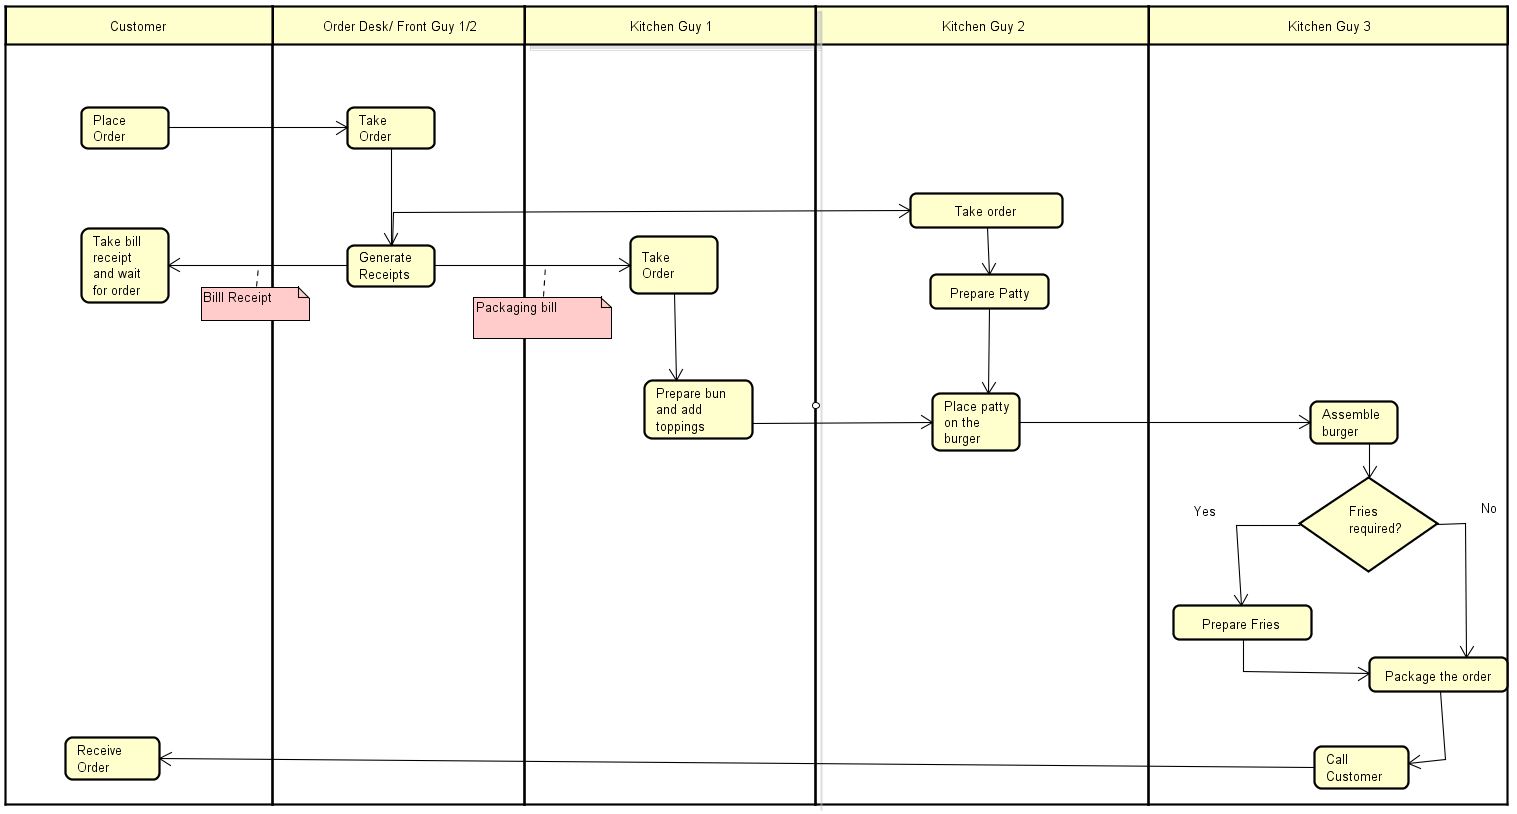 Customer
Order Desk/ Front Guy 1/2
Kitchen Guy 1
Kitchen Guy 2
Kitchen Guy 3
Place
Order
Take
Order
Take order
Take bill
receipt
and wait
for order
Generate
Receipts
Take
Order
Prepare Patty
Billl Receipt
Packaging bill
Prepare bun
and add
toppings
Place patty
on the
burger
Assemble
burger
Fries
required?
Yes
No
Prepare Fries
Package the order
Receive
Order
Call
Customer